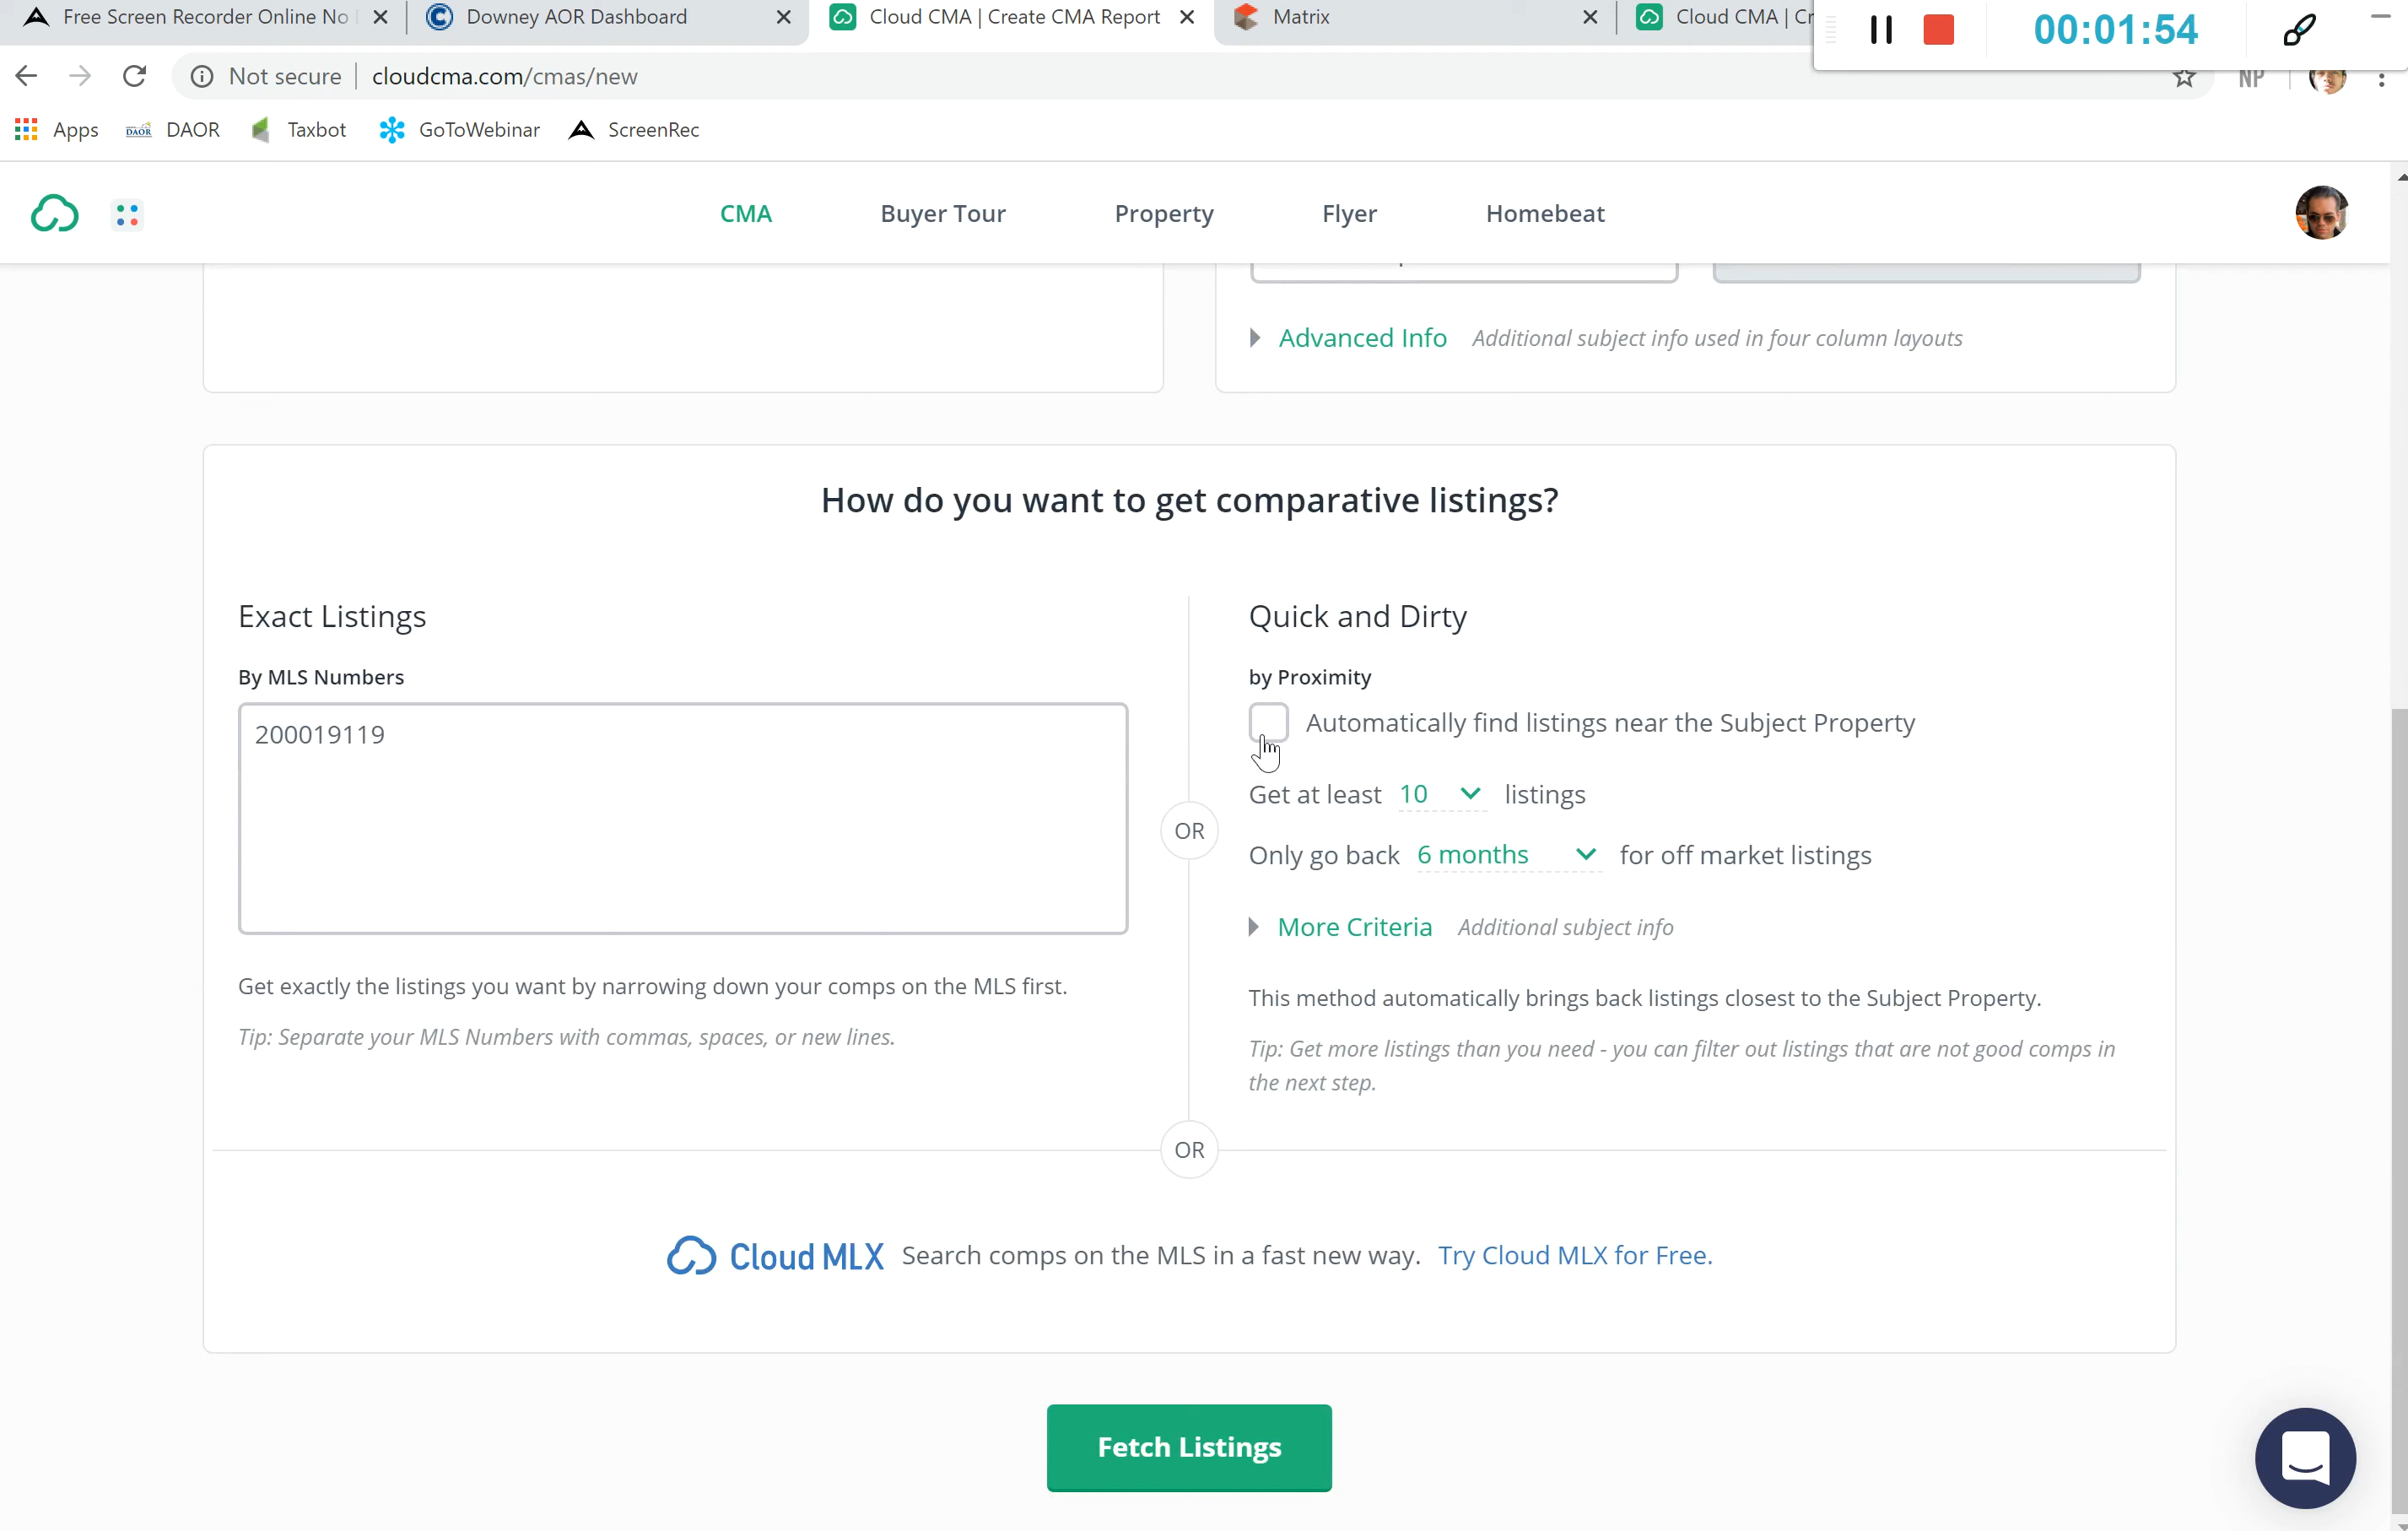 Free Screen Recorder Online No
Downey AOR Dashboard
Cloud CMA | Create CMA Report
Matrix
Cloud CMA | Cr
00:01:54
Not secure
cloudcma.com/cmas/new
NP
Apps
DAOR
DAOR
Taxbot
GoToWebinar
ScreenRec
CMA
Buyer Tour
Property
Flyer
Homebeat
Advanced Info Additional subject info used in four column layouts
How do you want to get comparative listings?
Exact Listings
By MLS Numbers
200019119
Get exactly the listings you want by narrowing down your comps on the MLS first.
Tip: Separate your MLS Numbers with commas, spaces, or new lines.
OR
Quick and Dirty
by Proximity
Automatically find listings near the Subject Property
Get at least 10 listings
Only go back 6 months for off market listings
More Criteria Additional subject info
This method automatically brings back listings closest to the Subject Property.
Tip: Get more listings than you need - you can filter out listings that are not good comps in
the next step.
OR
Cloud MLX Search comps on the MLS in a fast new way. Try Cloud MLX for Free.
Fetch Listings